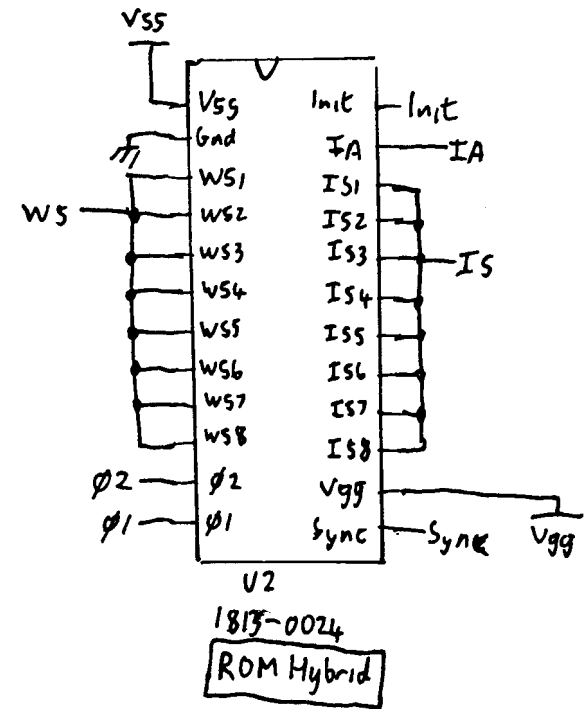 Vss
Vss Init Init
Gnd IA IA
WS1 IS1
WS WS2 IS2
WS3 IS3 IS
WS4 IS4
WS5 IS5
WS6 IS6
WS7 IS7
WS8 IS8
φ2 φ2 Vgg
φ1 φ1 Sync Sync Vgg
U2
1813-0024
ROM Hybrid